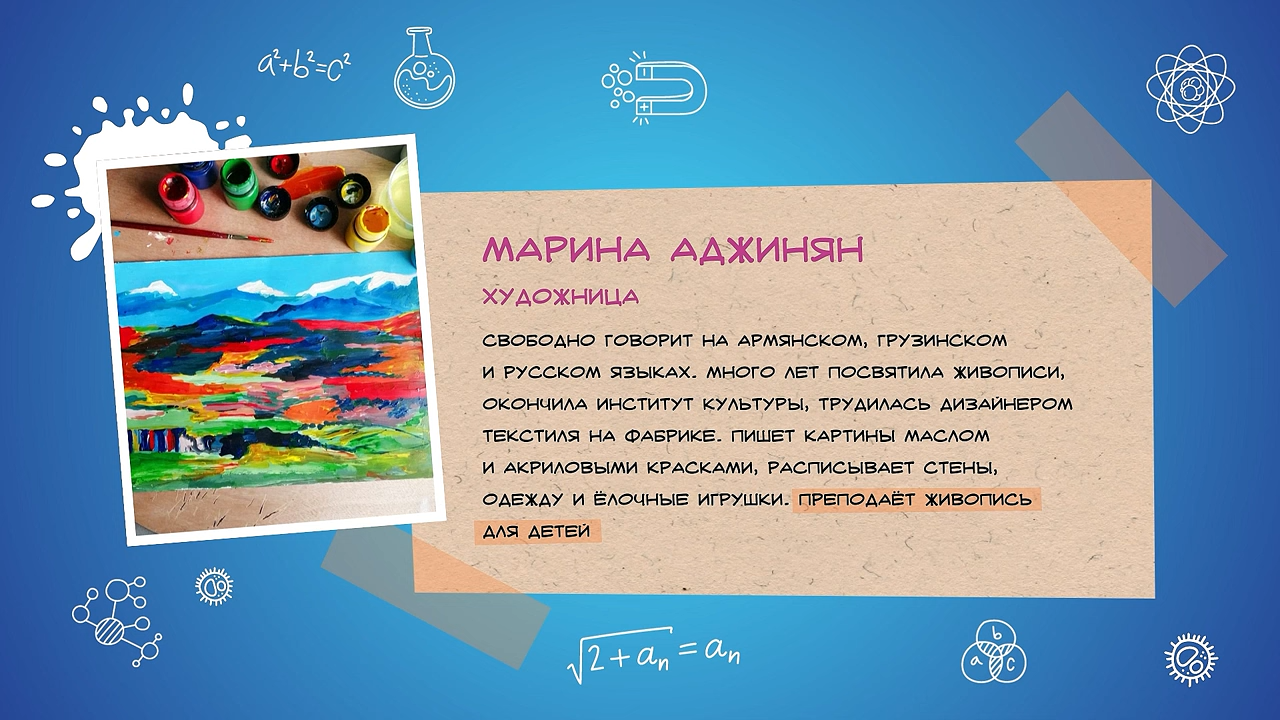 a²+b²=c²
МАРИНА АДЖИНЯН
ХУДОЖНИЦА
СВОБОДНО ГОВОРИТ НА АРМЯНСКОМ, ГРУЗИНСКОМ
И РУССКОМ ЯЗЫКАХ. МНОГО ЛЕТ ПОСВЯТИЛА ЖИВОПИСИ,
ОКОНЧИЛА ИНСТИТУТ КУЛЬТУРЫ, ТРУДИЛАСЬ ДИЗАЙНЕРОМ
ТЕКСТИЛЯ НА ФАБРИКЕ. ПИШЕТ КАРТИНЫ МАСЛОМ
И АКРИЛОВЫМИ КРАСКАМИ, РАСПИСЫВАЕТ СТЕНЫ,
ОДЕЖДУ И ЁЛОЧНЫЕ ИГРУШКИ. ПРЕПОДАЁТ ЖИВОПИСЬ
ДЛЯ ДЕТЕЙ
√2+aₙ = aₙ
b
a c